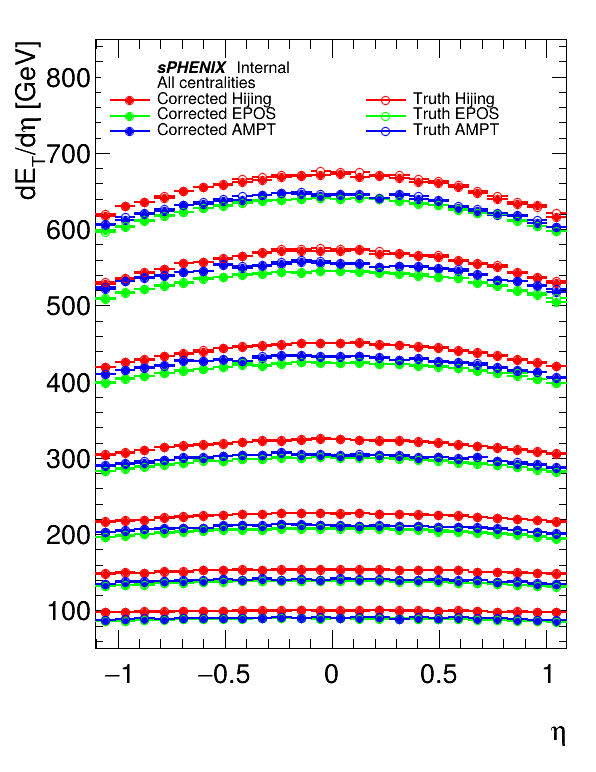 dE_T/dη [GeV]
sPHENIX Internal
All centralities
Corrected Hijing
Truth Hijing
Corrected EPOS
Truth EPOS
Corrected AMPT
Truth AMPT
800
700
600
500
400
300
200
100
−1 −0.5 0 0.5 1
η